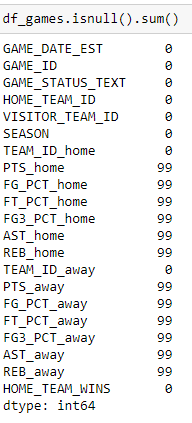 df_games.isnull().sum()
GAME_DATE_EST 0
GAME_ID 0
GAME_STATUS_TEXT 0
HOME_TEAM_ID 0
VISITOR_TEAM_ID 0
SEASON 0
TEAM_ID_home 0
PTS_home 99
FG_PCT_home 99
FT_PCT_home 99
FG3_PCT_home 99
AST_home 99
REB_home 99
TEAM_ID_away 0
PTS_away 99
FG_PCT_away 99
FT_PCT_away 99
FG3_PCT_away 99
AST_away 99
REB_away 99
HOME_TEAM_WINS 0
dtype: int64